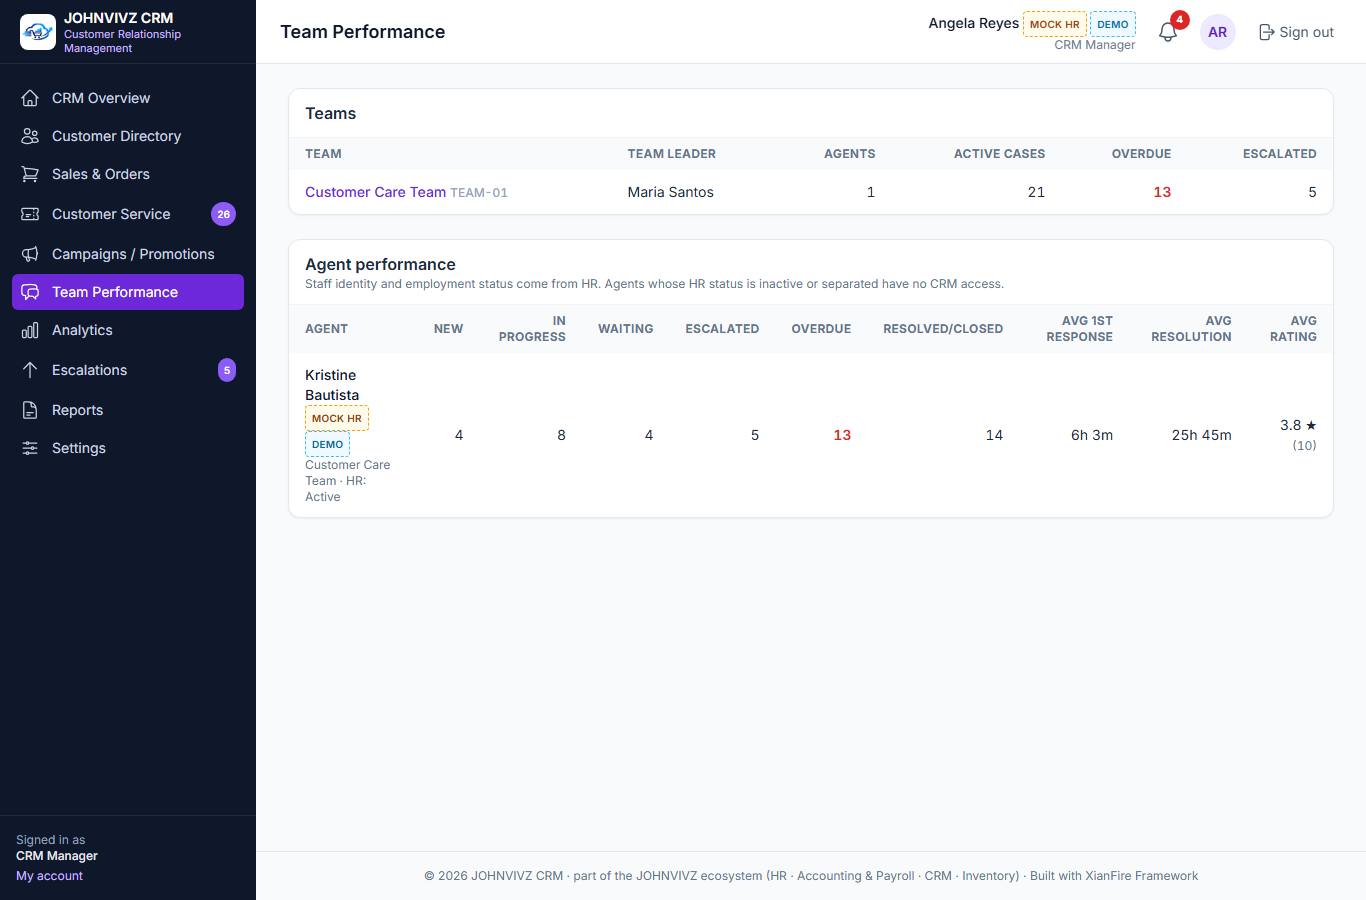 JOHNVIVZ CRM
Customer Relationship
Management
CRM Overview
Customer Directory
Sales & Orders
Customer Service 26
Campaigns / Promotions
Team Performance
Analytics
Escalations 5
Reports
Settings
Signed in as
CRM Manager
My account
Team Performance
Angela Reyes MOCK HR DEMO
CRM Manager
4
AR
Sign out
Teams
TEAM TEAM LEADER AGENTS ACTIVE CASES OVERDUE ESCALATED
Customer Care Team TEAM-01 Maria Santos 1 21 13 5
Agent performance
Staff identity and employment status come from HR. Agents whose HR status is inactive or separated have no CRM access.
AGENT NEW IN PROGRESS WAITING ESCALATED OVERDUE RESOLVED/CLOSED AVG 1ST RESPONSE AVG RESOLUTION AVG RATING
Kristine
Bautista
MOCK HR
DEMO
Customer Care
Team · HR:
Active
4 8 4 5 13 14 6h 3m 25h 45m 3.8 ★
(10)
© 2026 JOHNVIVZ CRM · part of the JOHNVIVZ ecosystem (HR · Accounting & Payroll · CRM · Inventory) · Built with XianFire Framework